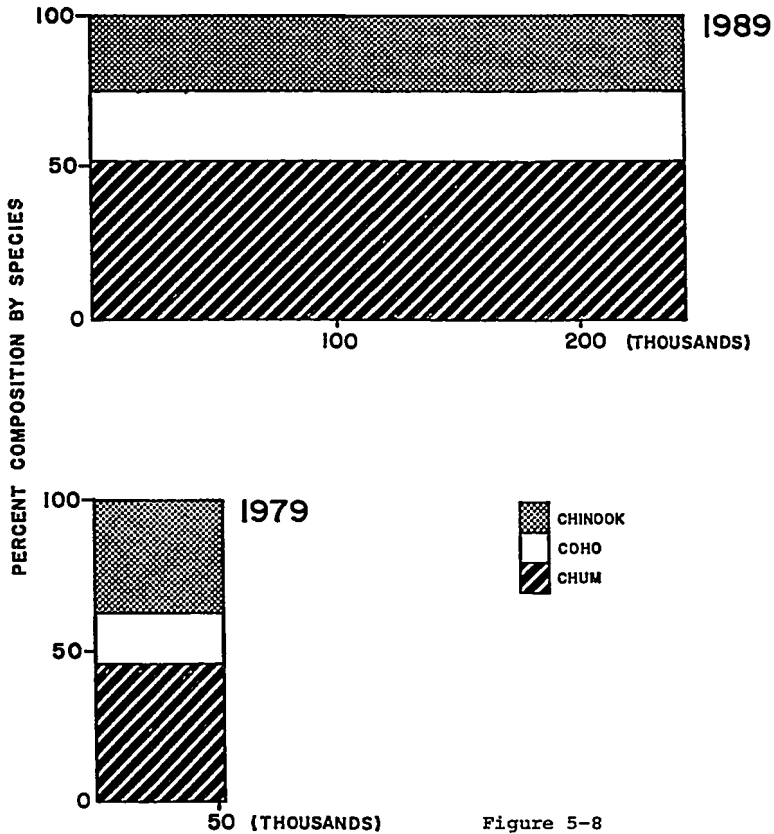 100
1989
50
0
100
200 (THOUSANDS)
PERCENT COMPOSITION BY SPECIES
100
1979
50
0
50 (THOUSANDS)
CHINOOK
COHO
CHUM
Figure 5-8